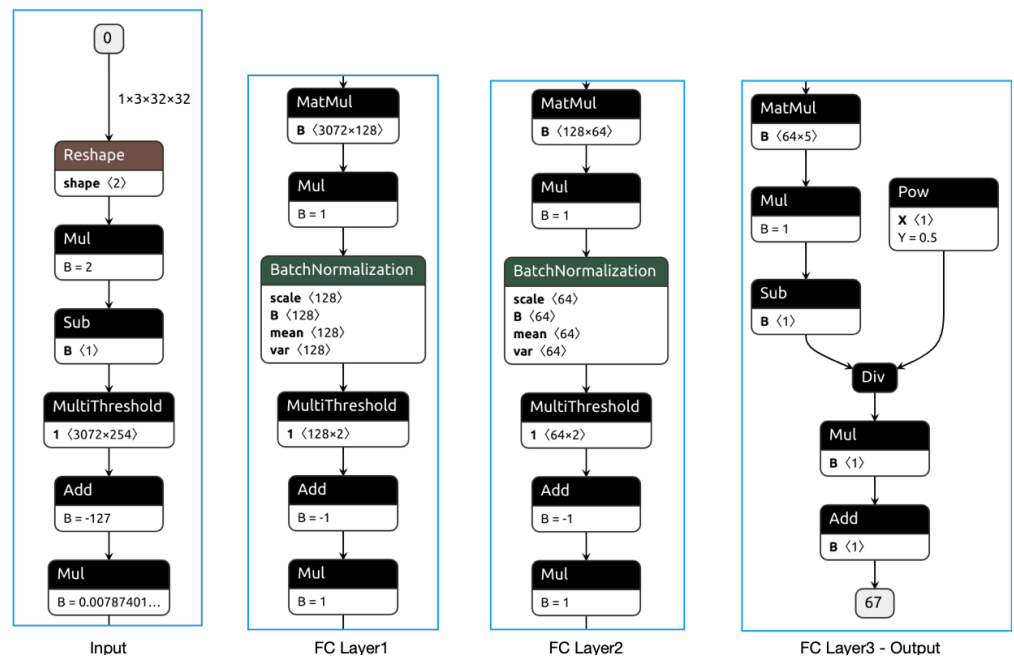 0
1×3×32×32
Reshape
shape 〈2〉
Mul
B = 2
Sub
B 〈1〉
MultiThreshold
1 〈3072×254〉
Add
B = -127
Mul
B = 0.00787401…
Input
MatMul
B 〈3072×128〉
Mul
B = 1
BatchNormalization
scale 〈128〉
B 〈128〉
mean 〈128〉
var 〈128〉
MultiThreshold
1 〈128×2〉
Add
B = -1
Mul
B = 1
FC Layer1
MatMul
B 〈128×64〉
Mul
B = 1
BatchNormalization
scale 〈64〉
B 〈64〉
mean 〈64〉
var 〈64〉
MultiThreshold
1 〈64×2〉
Add
B = -1
Mul
B = 1
FC Layer2
MatMul
B 〈64×5〉
Mul
B = 1
Pow
X 〈1〉
Y = 0.5
Sub
B 〈1〉
Div
Mul
B 〈1〉
Add
B 〈1〉
67
FC Layer3 - Output